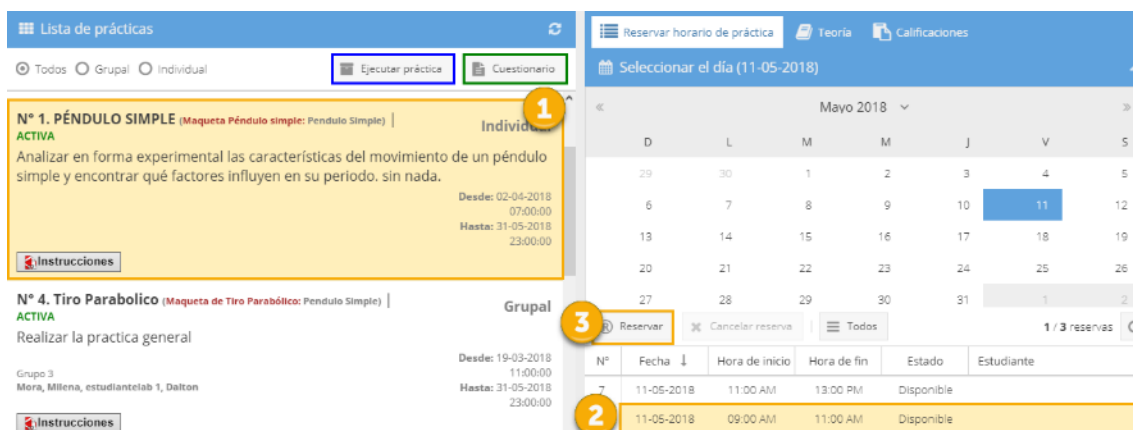 Lista de prácticas
Todos Grupal Individual
Ejecutar práctica
Cuestionario
1
N° 1. PÉNDULO SIMPLE (Maqueta Péndulo simple: Pendulo Simple) |
ACTIVA
Analizar en forma experimental las características del movimiento de un péndulo
simple y encontrar qué factores influyen en su periodo. sin nada.
Desde: 02-04-2018
07:00:00
Hasta: 31-05-2018
23:00:00
Instrucciones
N° 4. Tiro Parabolico (Maqueta de Tiro Parabólico: Pendulo Simple) |
ACTIVA
Grupal
Realizar la practica general
Grupo 3
Mora, Milena, estudiantelab 1, Dalton
Desde: 19-03-2018
11:00:00
Hasta: 31-05-2018
23:00:00
Instrucciones
Reservar horario de práctica
Teoría
Calificaciones
Seleccionar el día (11-05-2018)
« Mayo 2018 »
D L M M J V S
29 30 1 2 3 4 5
6 7 8 9 10 11 12
13 14 15 16 17 18 19
20 21 22 23 24 25 26
27 28 29 30 31 1 2
3
Reservar
Cancelar reserva
Todos
1 / 3 reservas
N° Fecha ↓ Hora de inicio Hora de fin Estado Estudiante
7 11-05-2018 11:00 AM 13:00 PM Disponible
2 11-05-2018 09:00 AM 11:00 AM Disponible